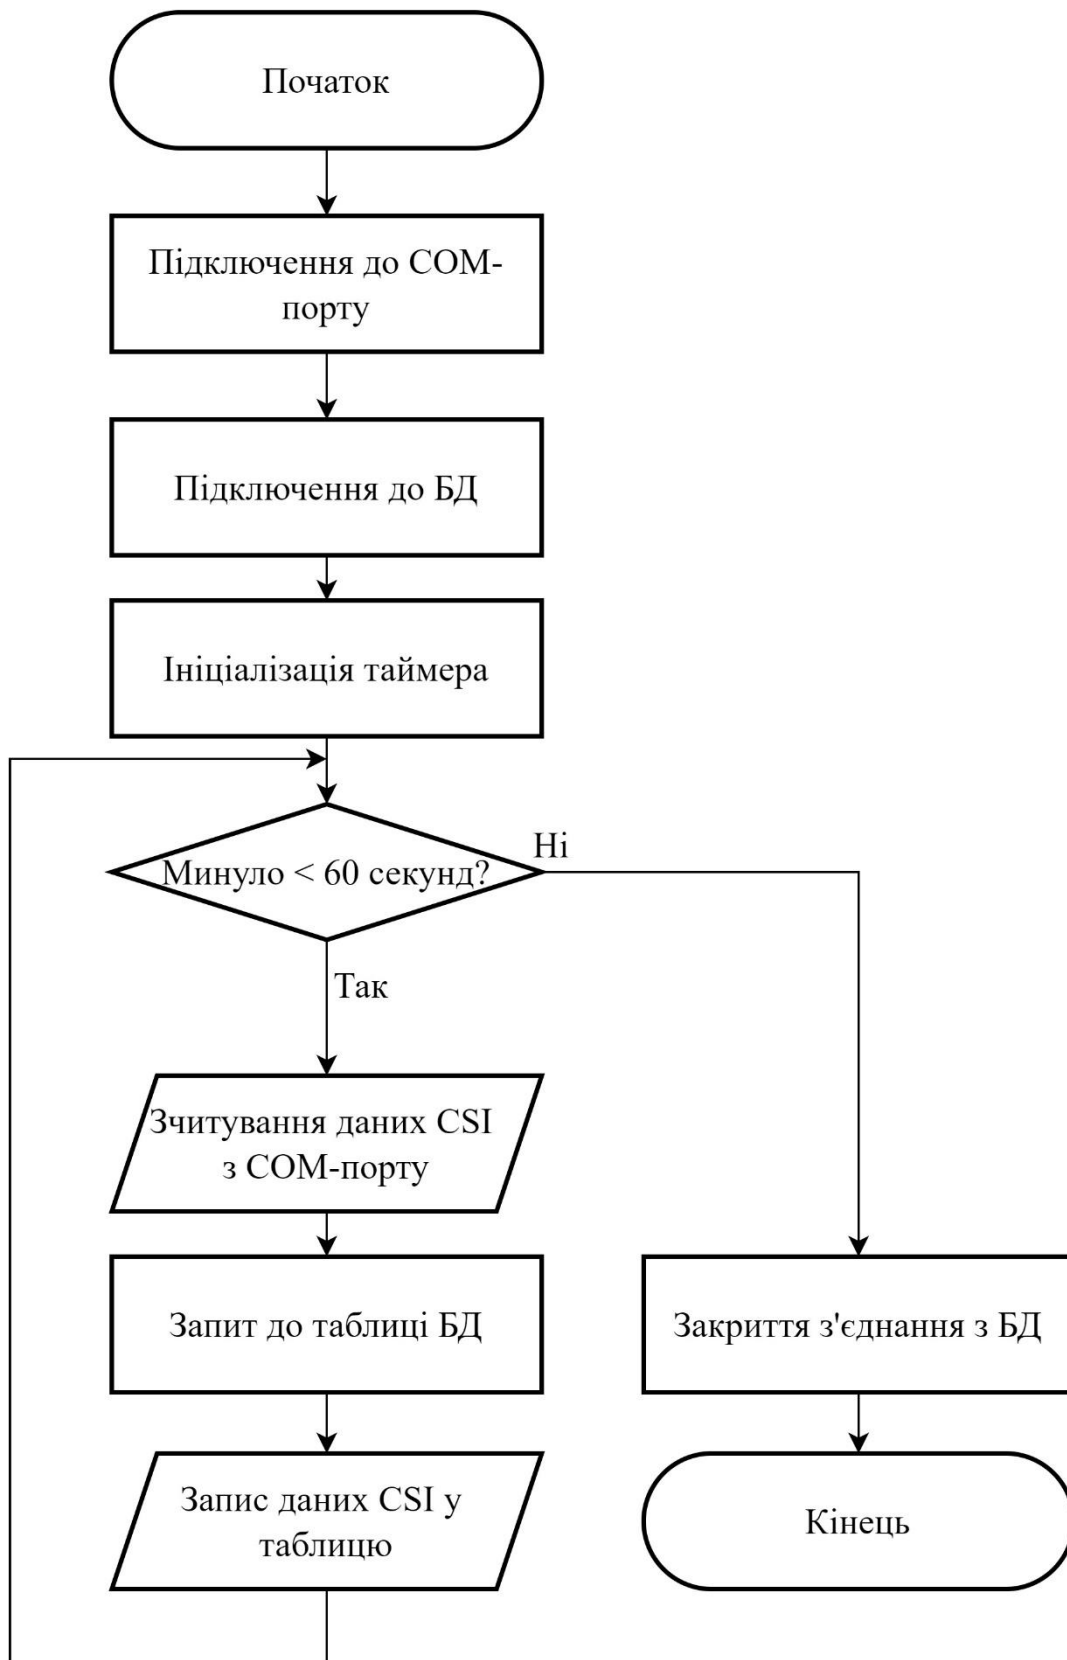 Початок
Підключення до COM-
порту
Підключення до БД
Ініціалізація таймера
Минуло < 60 секунд?
Ні
Так
Зчитування даних CSI
з COM-порту
Запит до таблиці БД
Закриття з'єднання з БД
Запис даних CSI у
таблицю
Кінець